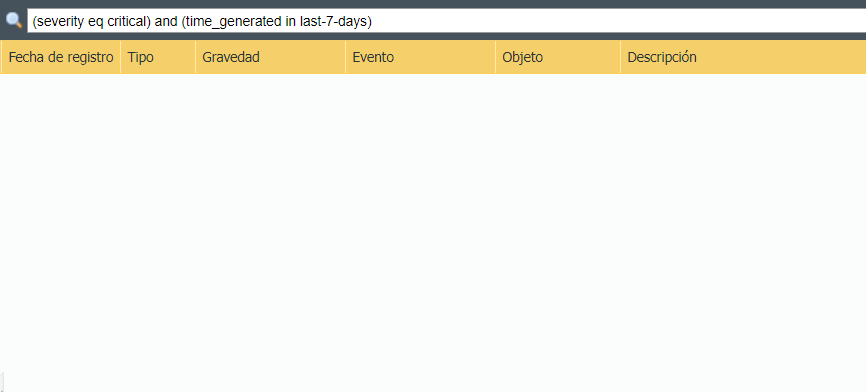 (severity eq critical) and (time_generated in last-7-days)
Fecha de registro Tipo Gravedad Evento Objeto Descripción